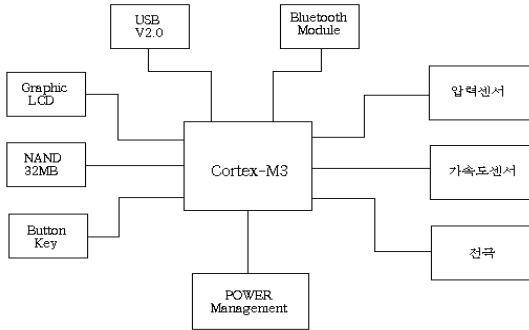 USB
V2.0
Bluetooth
Module
Graphic
LCD
압력센서
NAND
32MB
Cortex-M3
가속도센서
Button
Key
전극
POWER
Management